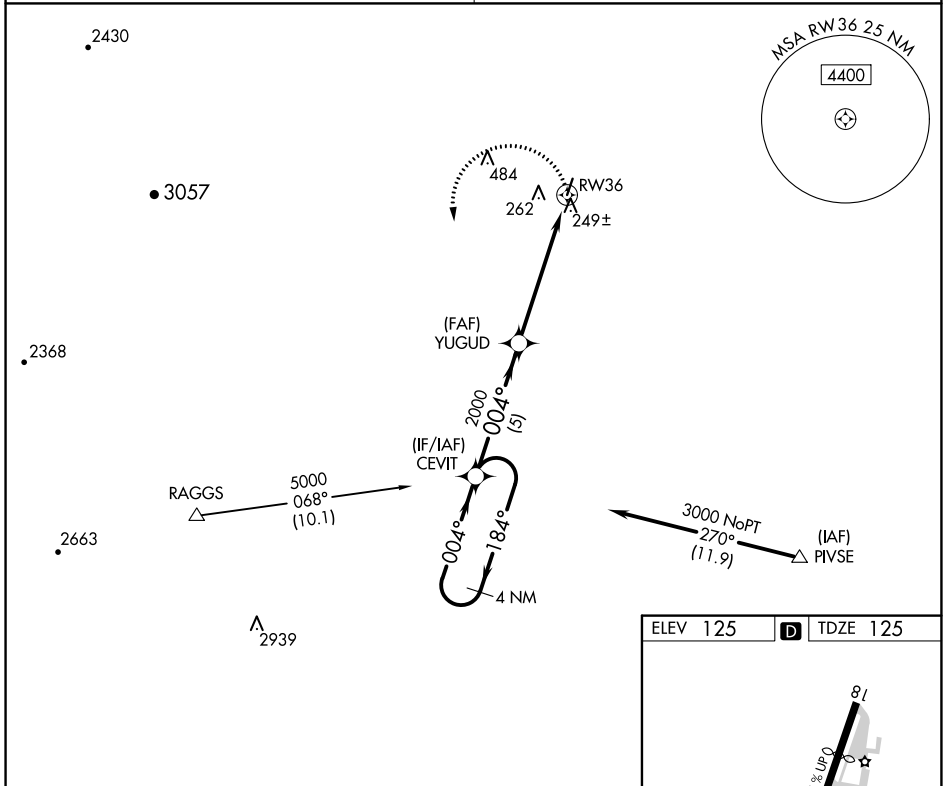 2430
MSA RW36 25 NM
4400
484
3057
262
RW36
249±
(FAF)
YUGUD
2368
2000
004°
(5)
(IF/IAF)
CEVIT
RAGGS
5000
068°
(10.1)
3000 NoPT
270°
(11.9)
(IAF)
PIVSE
2663
004°
184°
4 NM
2939
ELEV 125 D TDZE 125
18
% UP